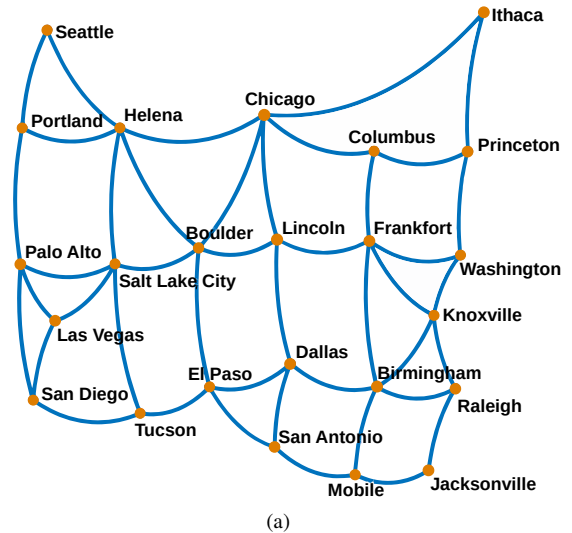 Ithaca
Seattle
Chicago
Portland
Helena
Columbus
Princeton
Boulder
Lincoln
Frankfort
Palo Alto
Salt Lake City
Washington
Las Vegas
Knoxville
Dallas
El Paso
Birmingham
San Diego
Raleigh
Tucson
San Antonio
Mobile
Jacksonville
(a)